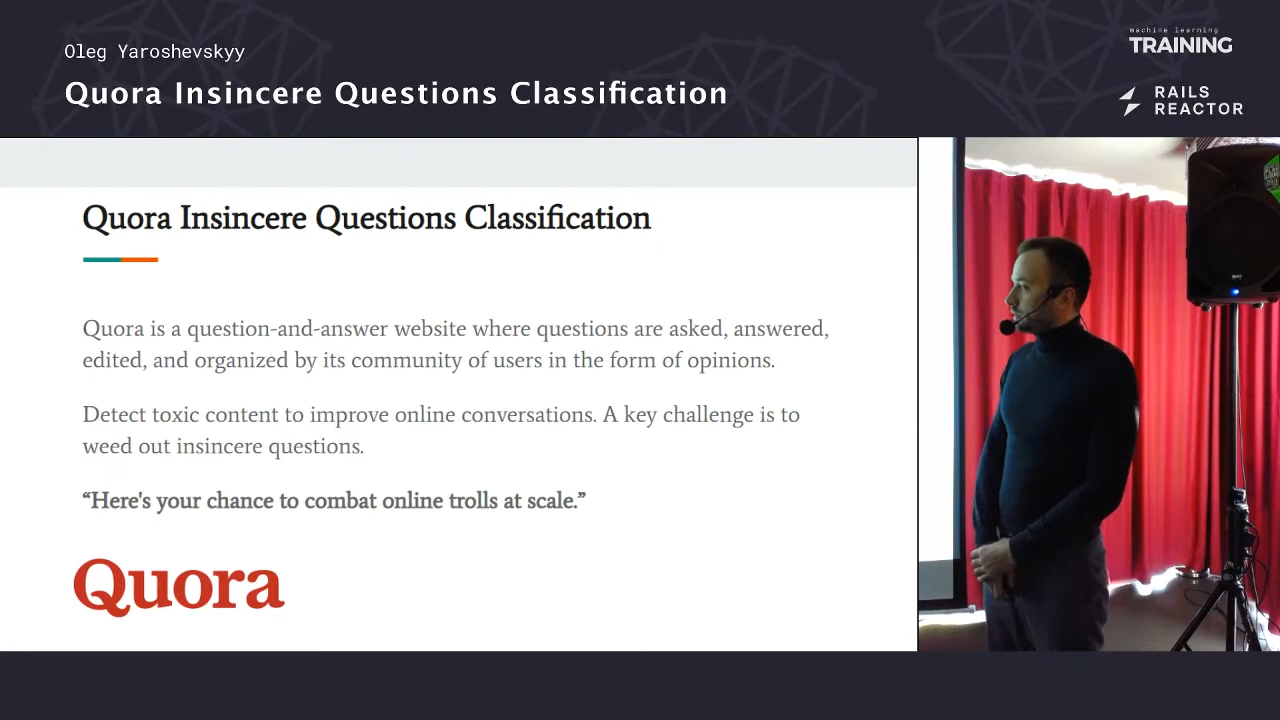 Oleg Yaroshevskyy
Quora Insincere Questions Classification
machine learning
TRAINING
RAILS
REACTOR
Quora Insincere Questions Classification
Quora is a question-and-answer website where questions are asked, answered,
edited, and organized by its community of users in the form of opinions.
Detect toxic content to improve online conversations. A key challenge is to
weed out insincere questions.
“Here's your chance to combat online trolls at scale.”
Quora